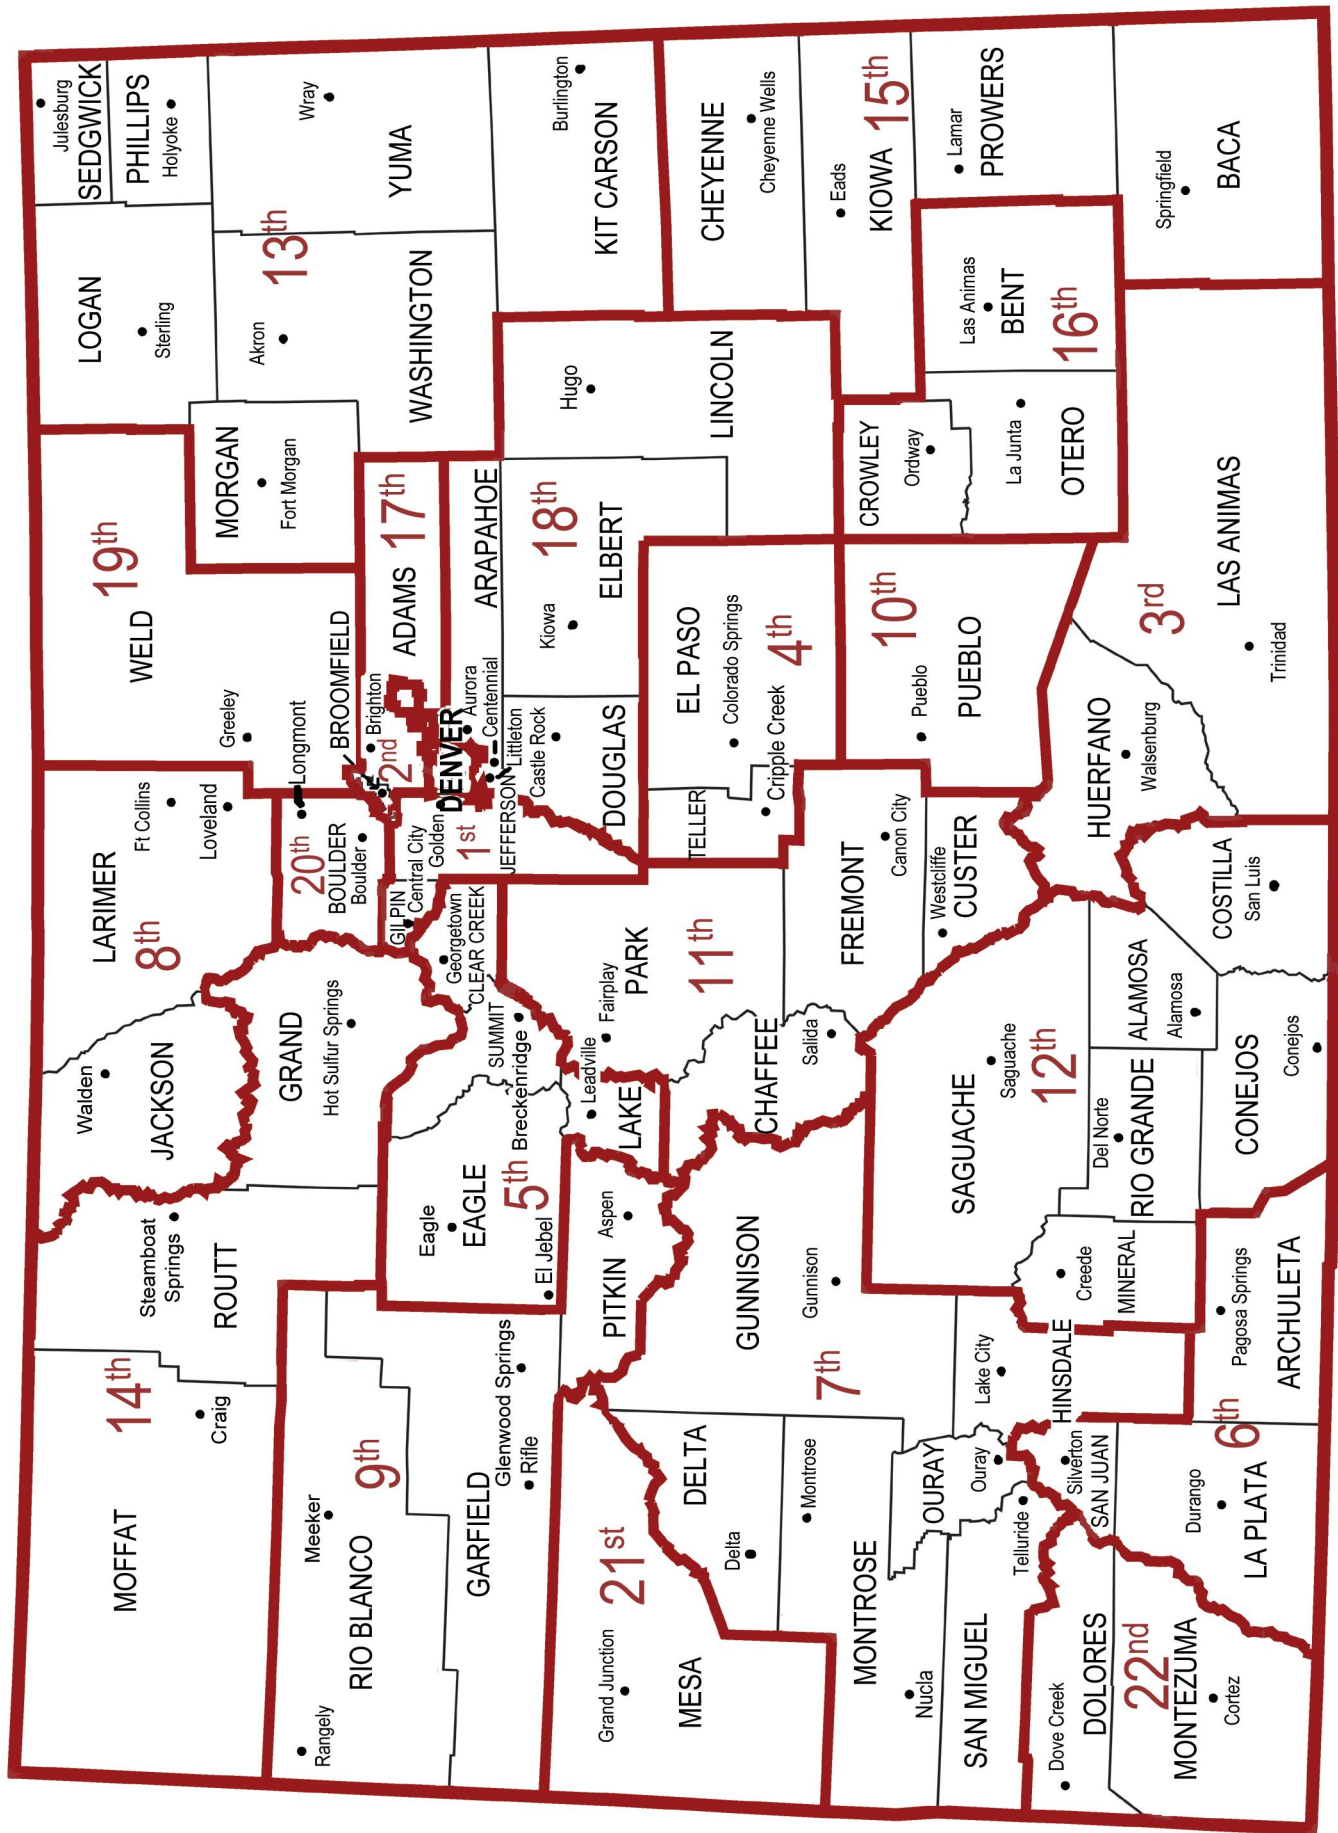 MOFFAT
Craig
14th
ROUTT
Steamboat
Springs
JACKSON
Walden
LARIMER
8th
Ft Collins
Loveland
WELD
19th
Greeley
Longmont
LOGAN
Sterling
SEDGWICK
Julesburg
PHILLIPS
Holyoke
MORGAN
Fort Morgan
13th
Akron
WASHINGTON
YUMA
Wray
KIT CARSON
Burlington
RIO BLANCO
Meeker
Rangely
9th
GARFIELD
Glenwood Springs
Rifle
GRAND
Hot Sulfur Springs
20th
BOULDER
Boulder
BROOMFIELD
2nd
Brighton
ADAMS
17th
GILPIN
Central City
Golden
1st
JEFFERSON
DENVER
Aurora
Centennial
Littleton
Castle Rock
ARAPAHOE
18th
ELBERT
Kiowa
DOUGLAS
LINCOLN
Hugo
CLEAR CREEK
Georgetown
SUMMIT
Breckenridge
EAGLE
Eagle
5th
El Jebel
LAKE
Leadville
PITKIN
Aspen
MESA
Grand Junction
21st
DELTA
Delta
GUNNISON
Gunnison
7th
MONTROSE
Montrose
Nucla
OURAY
Ouray
SAN MIGUEL
Telluride
PARK
Fairplay
11th
CHAFFEE
Salida
FREMONT
Canon City
CUSTER
Westcliffe
TELLER
Cripple Creek
EL PASO
Colorado Springs
4th
CHEYENNE
Cheyenne Wells
KIOWA
Eads
15th
PROWERS
Lamar
BACA
Springfield
CROWLEY
Ordway
OTERO
La Junta
BENT
Las Animas
16th
PUEBLO
Pueblo
10th
HUERFANO
Walsenburg
LAS ANIMAS
Trinidad
3rd
SAGUACHE
Saguache
12th
ALAMOSA
Alamosa
COSTILLA
San Luis
CONEJOS
Conejos
RIO GRANDE
Del Norte
MINERAL
Creede
HINSDALE
Lake City
ARCHULETA
Pagosa Springs
SAN JUAN
Silverton
6th
LA PLATA
Durango
DOLORES
Dove Creek
22nd
MONTEZUMA
Cortez